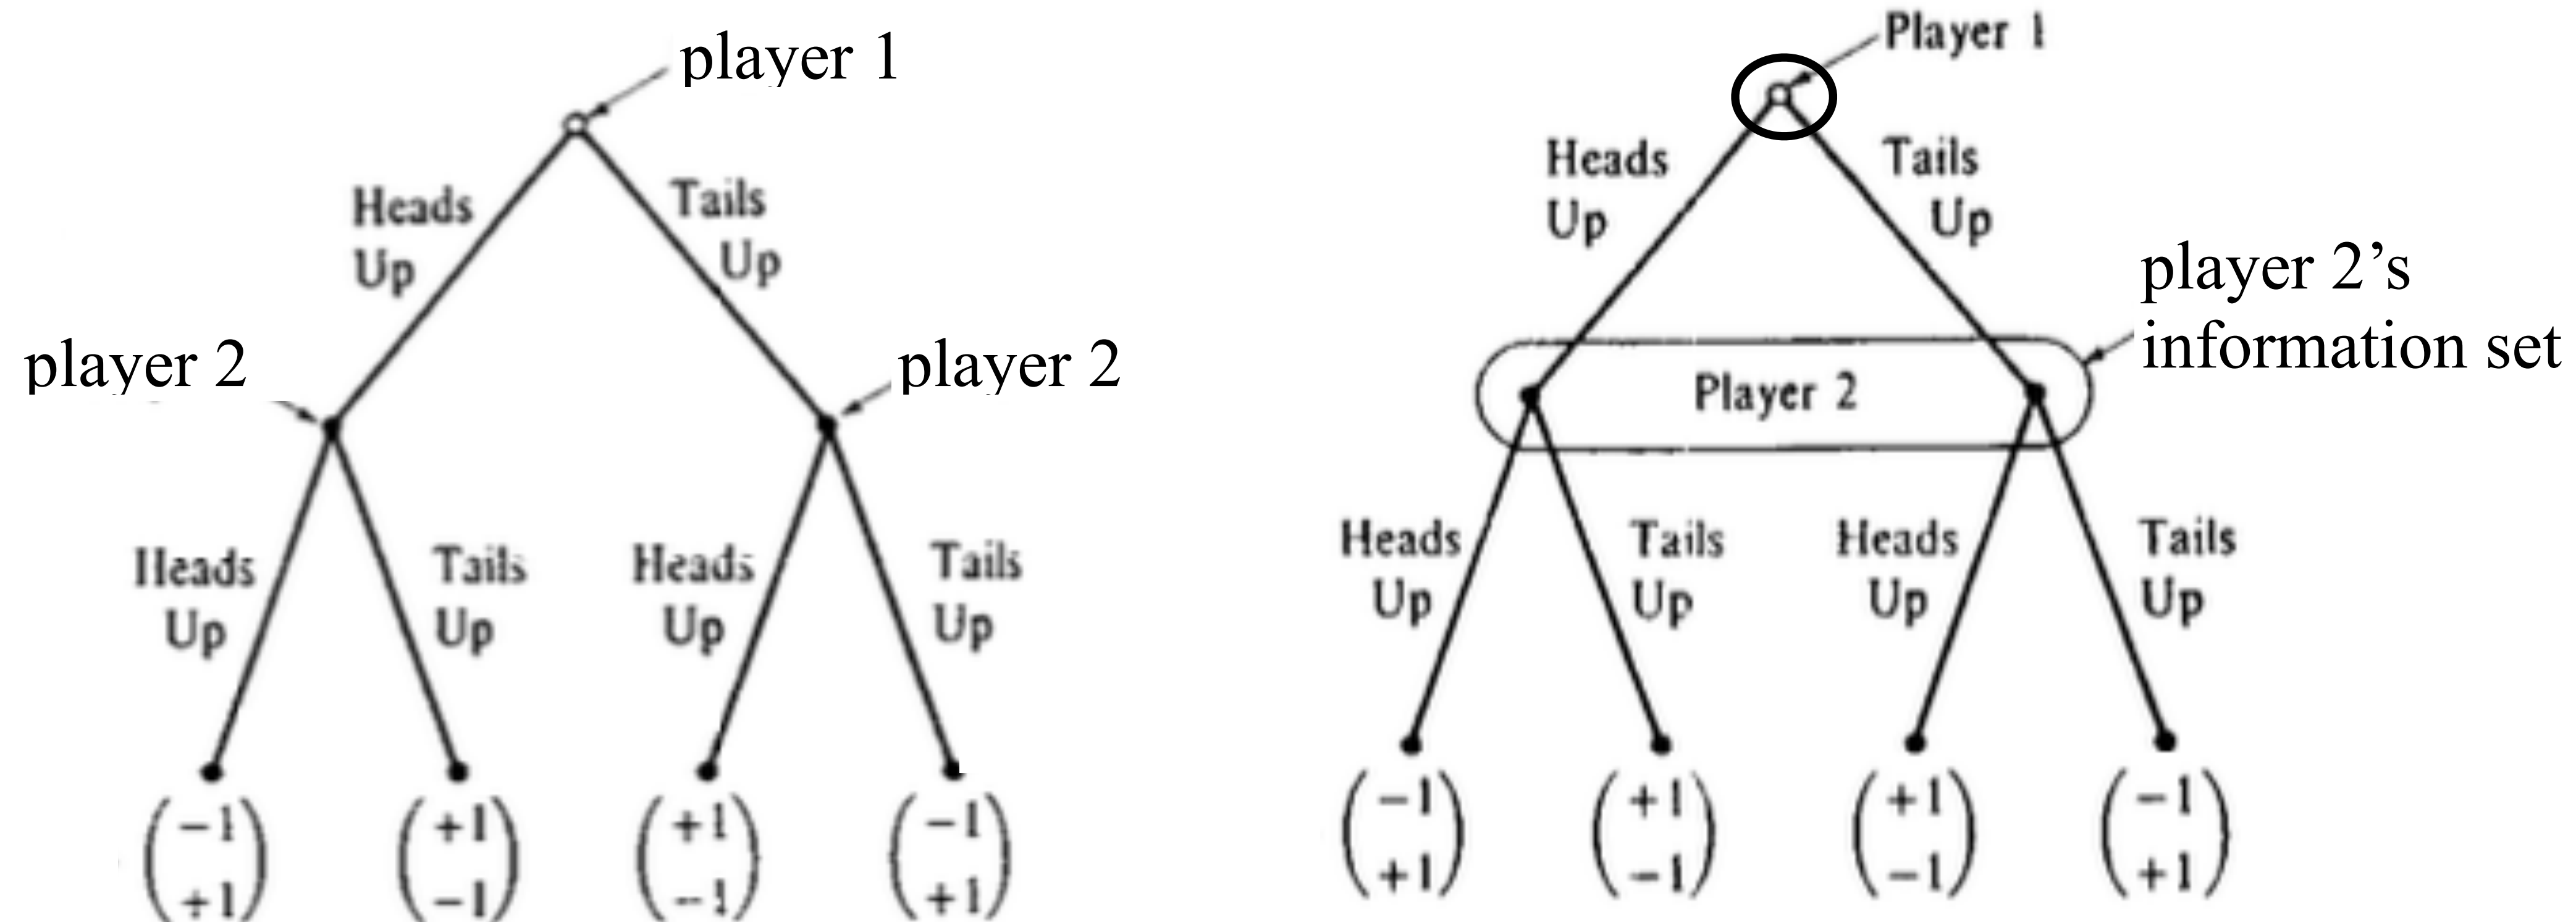 player 1
Heads
Up
Tails
Up
player 2
player 2
Heads
Up
Tails
Up
Heads
Up
Tails
Up
−1
+1
+1
−1
+1
−1
−1
+1
Player 1
Heads
Up
Tails
Up
player 2’s
information set
Player 2
Heads
Up
Tails
Up
Heads
Up
Tails
Up
−1
+1
+1
−1
+1
−1
−1
+1